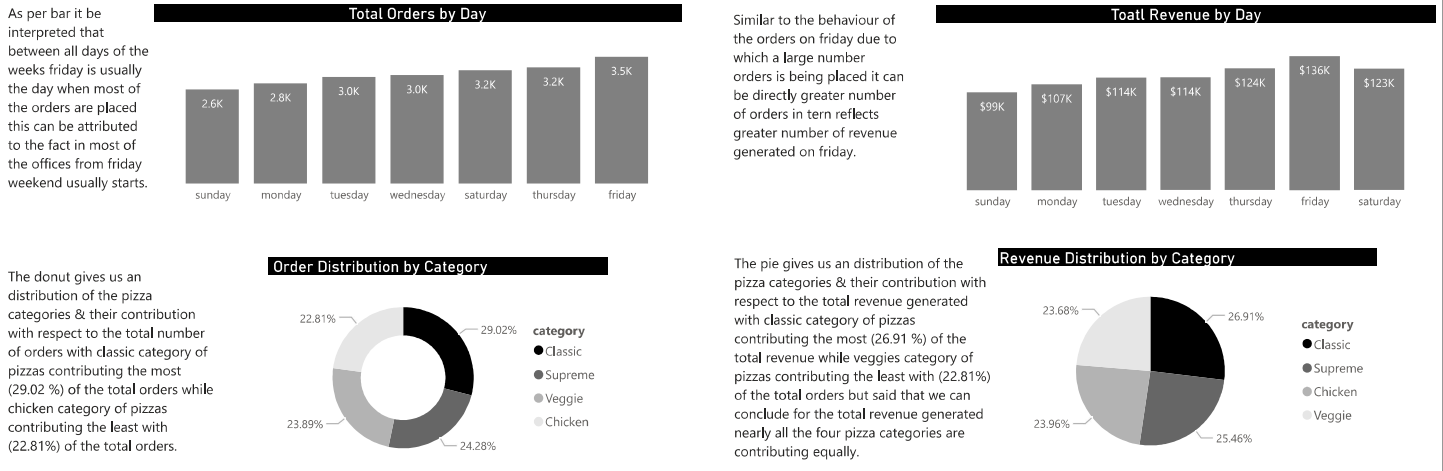 As per bar it be
interpreted that
between all days of the
weeks friday is usually
the day when most of
the orders are placed
this can be attributed
to the fact in most of
the offices from friday
weekend usually starts.
Total Orders by Day
2.6K
2.8K
3.0K
3.0K
3.2K
3.2K
3.5K
sunday
monday
tuesday
wednesday
saturday
thursday
friday
Similar to the behaviour of
the orders on friday due to
which a large number
orders is being placed it can
be directly greater number
of orders in tern reflects
greater number of revenue
generated on friday.
Toatl Revenue by Day
$99K
$107K
$114K
$114K
$124K
$136K
$123K
sunday
monday
tuesday
wednesday
thursday
friday
saturday
The donut gives us an
distribution of the pizza
categories & their contribution
with respect to the total number
of orders with classic category of
pizzas contributing the most
(29.02 %) of the total orders while
chicken category of pizzas
contributing the least with
(22.81%) of the total orders.
Order Distribution by Category
22.81%
29.02%
23.89%
24.28%
category
Classic
Supreme
Veggie
Chicken
The pie gives us an distribution of the
pizza categories & their contribution with
respect to the total revenue generated
with classic category of pizzas
contributing the most (26.91 %) of the
total revenue while veggies category of
pizzas contributing the least with (22.81%)
of the total orders but said that we can
conclude for the total revenue generated
nearly all the four pizza categories are
contributing equally.
Revenue Distribution by Category
23.68%
26.91%
23.96%
25.46%
category
Classic
Supreme
Chicken
Veggie